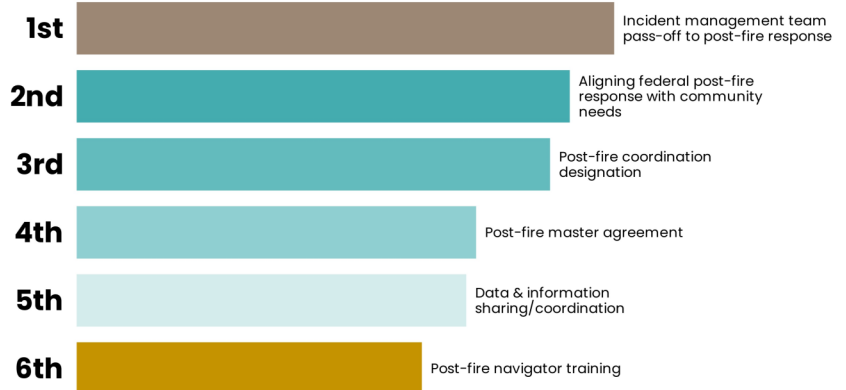 1st
Incident management team
pass-off to post-fire response
2nd
Aligning federal post-fire
response with community
needs
3rd
Post-fire coordination
designation
4th
Post-fire master agreement
5th
Data & information
sharing/coordination
6th
Post-fire navigator training